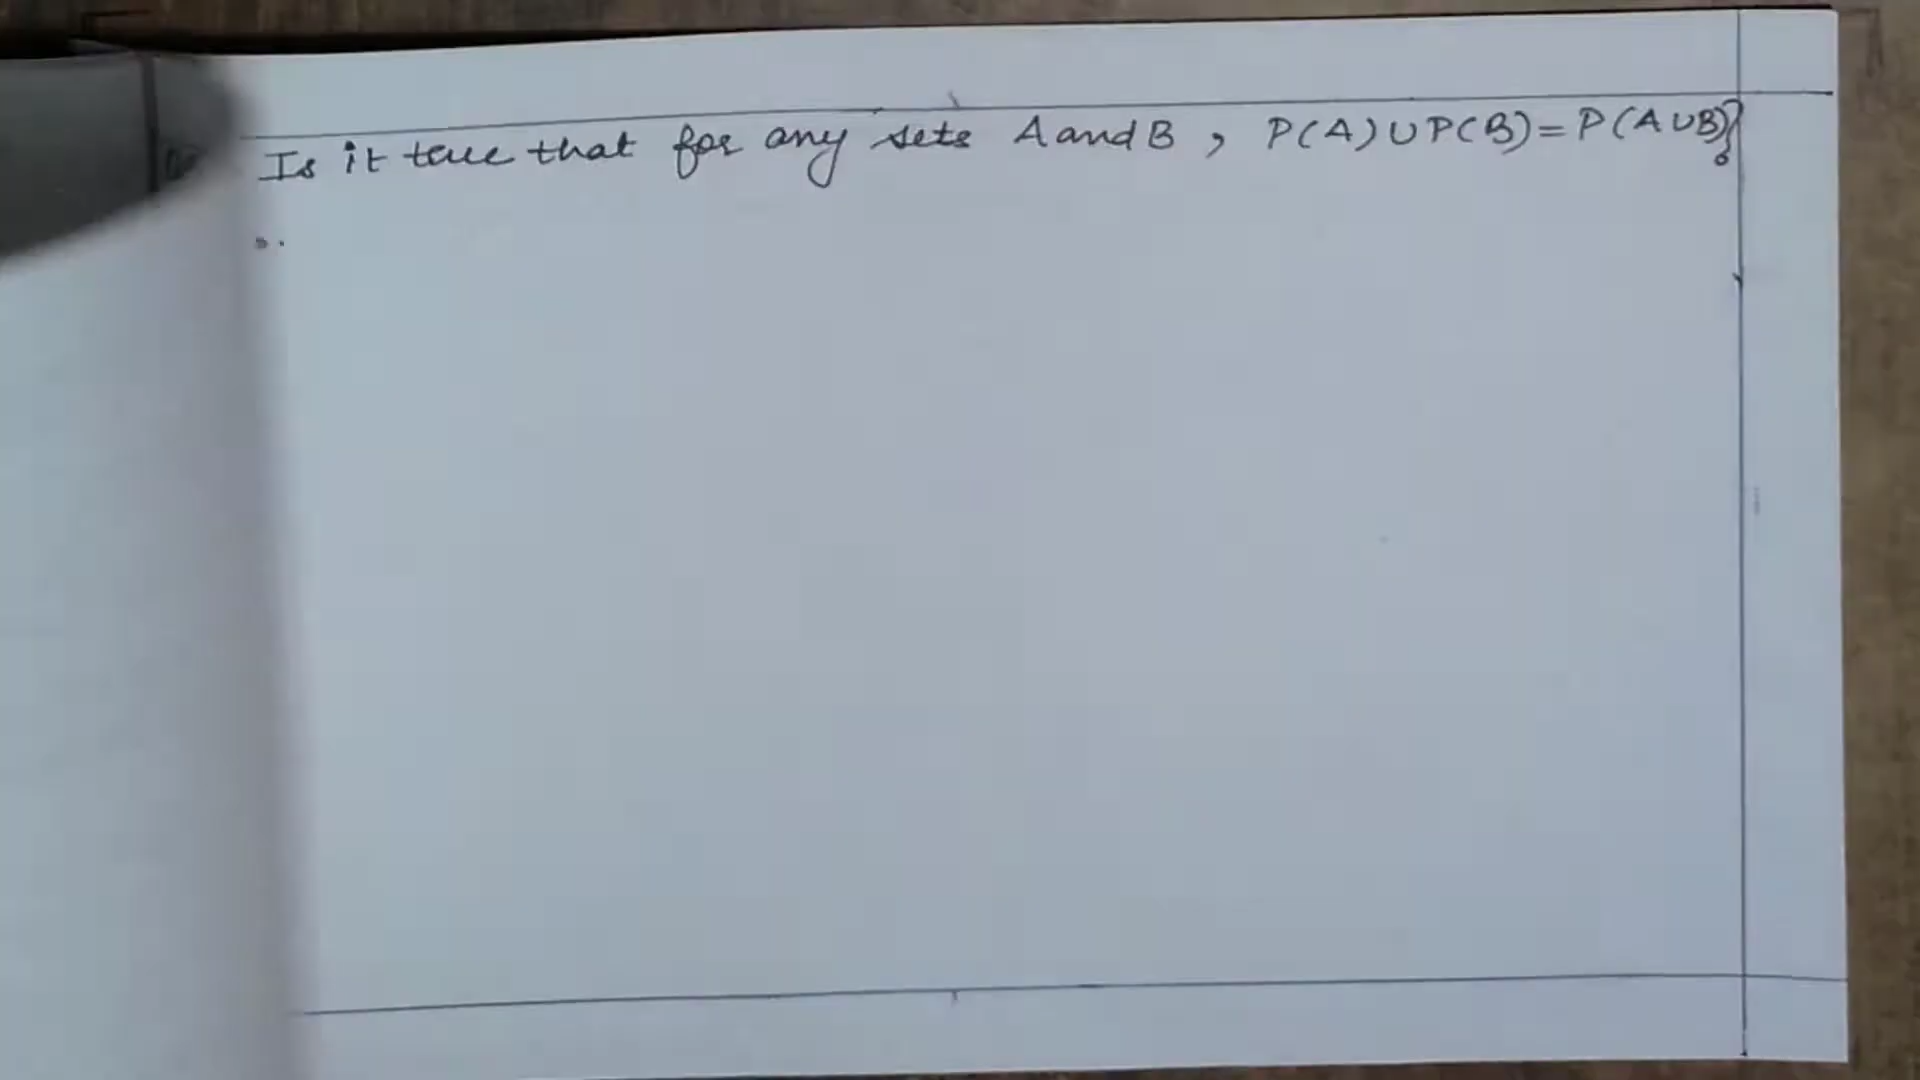 Is it true that for any sets A and B, P(A)∪P(B)=P(A∪B)?